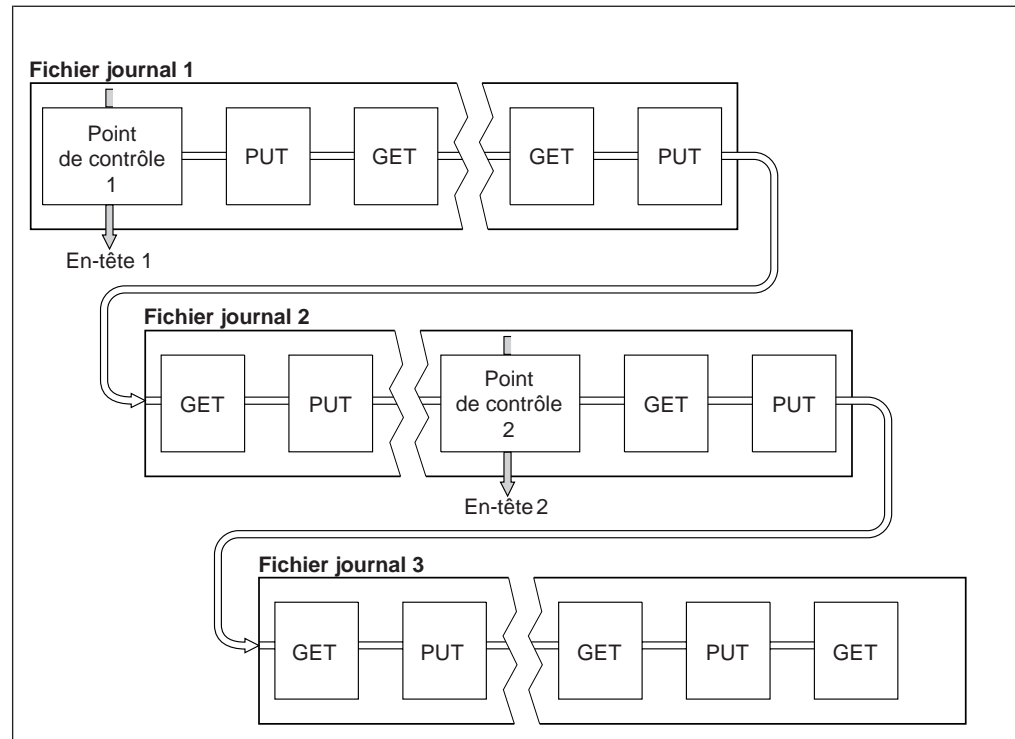 Fichier journal 1
Point
de contrôle
1
PUT
GET
GET
PUT
En-tête 1
Fichier journal 2
GET
PUT
Point
de contrôle
2
GET
PUT
En-tête 2
Fichier journal 3
GET
PUT
GET
PUT
GET